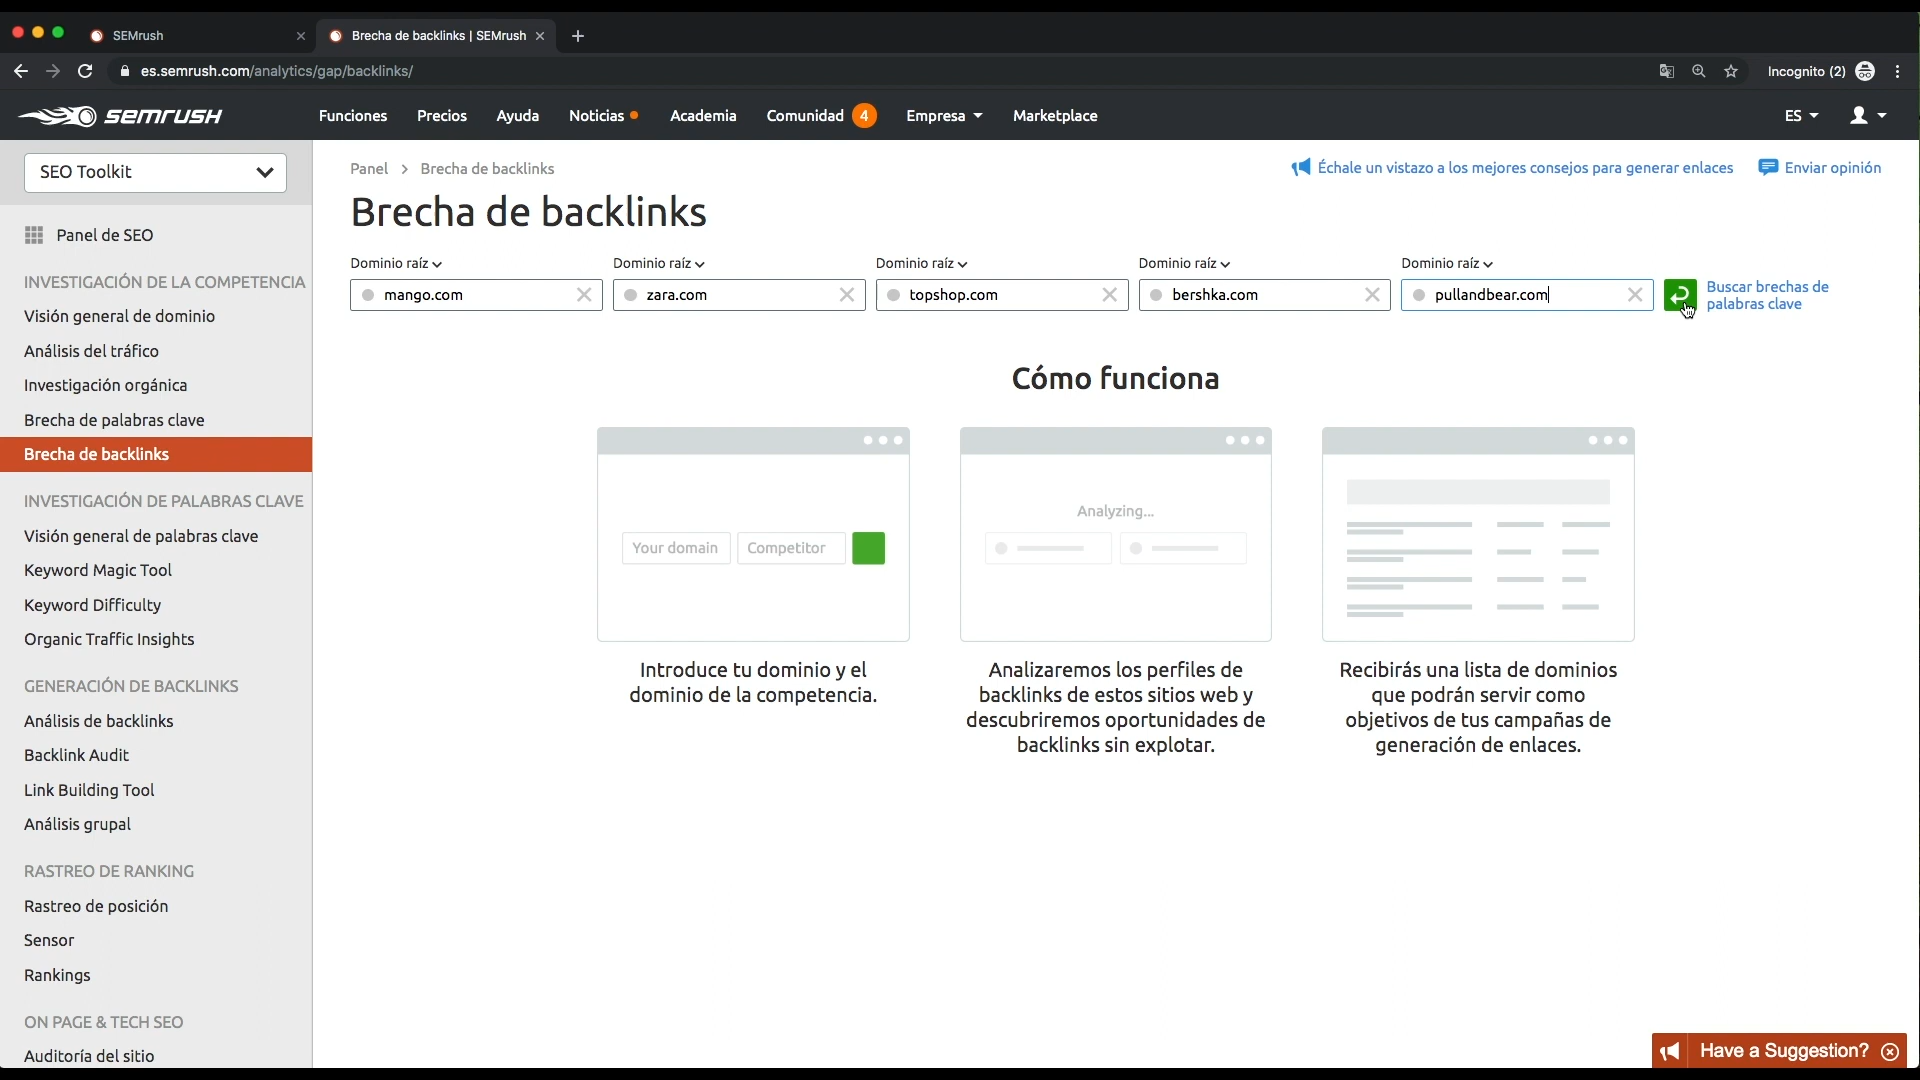 SEMrush
Brecha de backlinks | SEMrush
es.semrush.com/analytics/gap/backlinks/
Incognito (2)
SEMRUSH
Funciones
Precios
Ayuda
Noticias
Academia
Comunidad
4
Empresa
Marketplace
ES
SEO Toolkit
Panel de SEO
INVESTIGACIÓN DE LA COMPETENCIA
Visión general de dominio
Análisis del tráfico
Investigación orgánica
Brecha de palabras clave
Brecha de backlinks
INVESTIGACIÓN DE PALABRAS CLAVE
Visión general de palabras clave
Keyword Magic Tool
Keyword Difficulty
Organic Traffic Insights
GENERACIÓN DE BACKLINKS
Análisis de backlinks
Backlink Audit
Link Building Tool
Análisis grupal
RASTREO DE RANKING
Rastreo de posición
Sensor
Rankings
ON PAGE & TECH SEO
Auditoría del sitio
Panel > Brecha de backlinks
Échale un vistazo a los mejores consejos para generar enlaces
Enviar opinión
Brecha de backlinks
Dominio raíz
Dominio raíz
Dominio raíz
Dominio raíz
Dominio raíz
mango.com
zara.com
topshop.com
bershka.com
pullandbear.com
Buscar brechas de
palabras clave
Cómo funciona
Your domain
Competitor
Analyzing...
Introduce tu dominio y el
dominio de la competencia.
Analizaremos los perfiles de
backlinks de estos sitios web y
descubriremos oportunidades de
backlinks sin explotar.
Recibirás una lista de dominios
que podrán servir como
objetivos de tus campañas de
generación de enlaces.
Have a Suggestion?